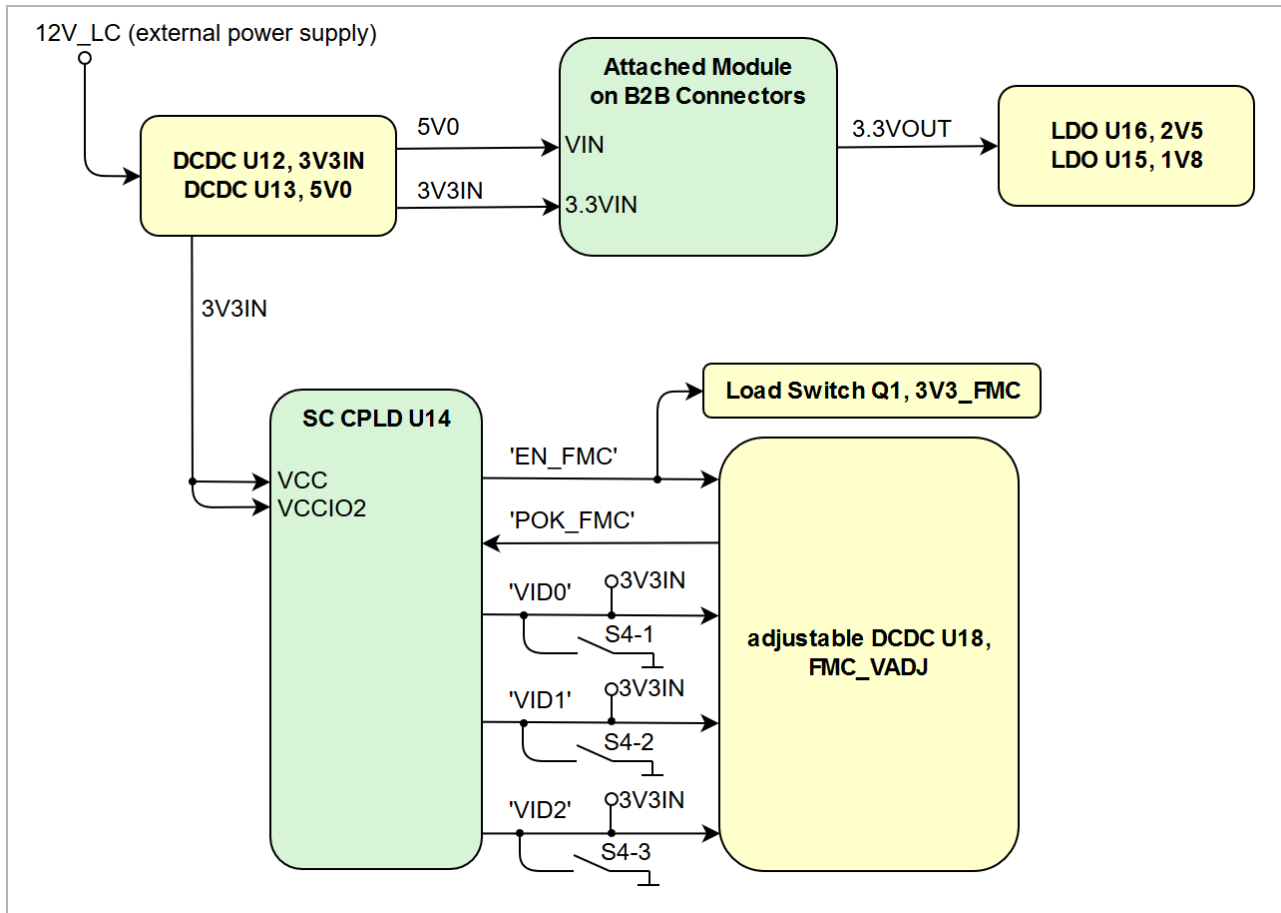 12V_LC (external power supply)
DCDC U12, 3V3IN
DCDC U13, 5V0
5V0
3V3IN
Attached Module
on B2B Connectors
VIN
3.3VIN
3.3VOUT
LDO U16, 2V5
LDO U15, 1V8
3V3IN
SC CPLD U14
VCC
VCCIO2
Load Switch Q1, 3V3_FMC
'EN_FMC'
'POK_FMC'
'VID0'
3V3IN
S4-1
'VID1'
3V3IN
S4-2
'VID2'
3V3IN
S4-3
adjustable DCDC U18,
FMC_VADJ